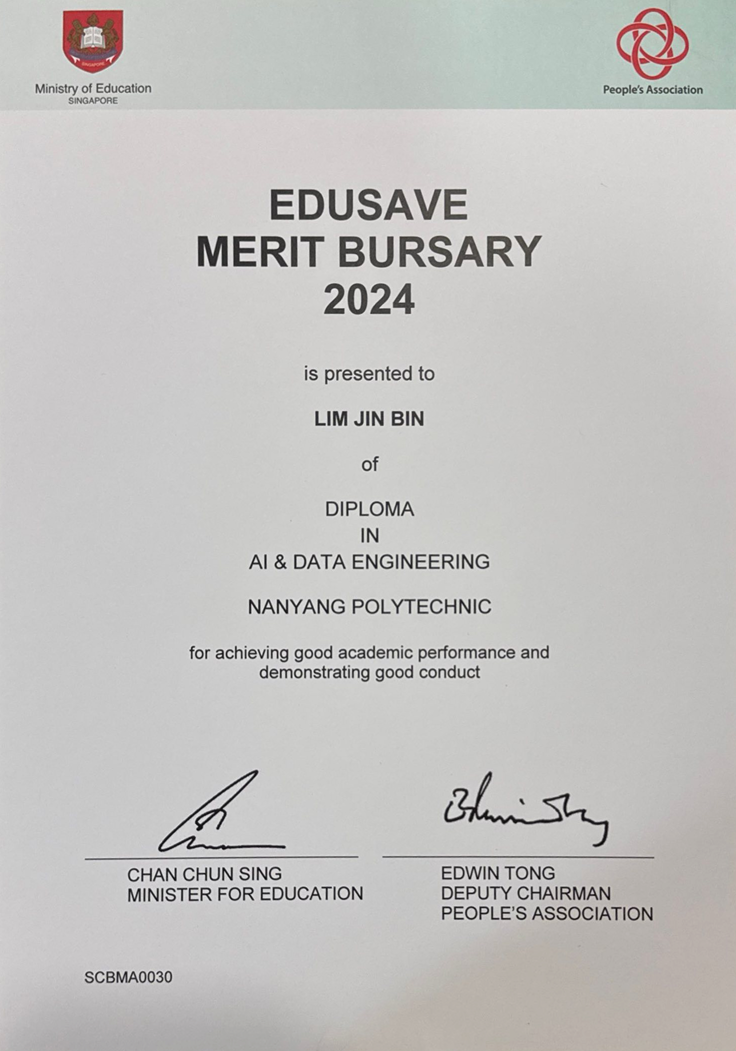 Ministry of Education
SINGAPORE
People's Association
EDUSAVE
MERIT BURSARY
2024
is presented to
LIM JIN BIN
of
DIPLOMA
IN
AI & DATA ENGINEERING
NANYANG POLYTECHNIC
for achieving good academic performance and
demonstrating good conduct
CHAN CHUN SING
MINISTER FOR EDUCATION
EDWIN TONG
DEPUTY CHAIRMAN
PEOPLE'S ASSOCIATION
SCBMA0030